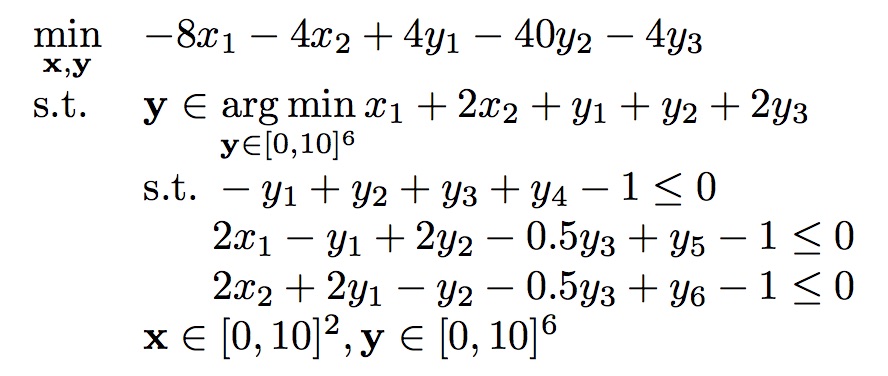 min −8x₁ − 4x₂ + 4y₁ − 40y₂ − 4y₃
x,y
s.t. y ∈ arg min x₁ + 2x₂ + y₁ + y₂ + 2y₃
y∈[0,10]⁶
s.t. − y₁ + y₂ + y₃ + y₄ − 1 ≤ 0
2x₁ − y₁ + 2y₂ − 0.5y₃ + y₅ − 1 ≤ 0
2x₂ + 2y₁ − y₂ − 0.5y₃ + y₆ − 1 ≤ 0
x ∈ [0, 10]², y ∈ [0, 10]⁶